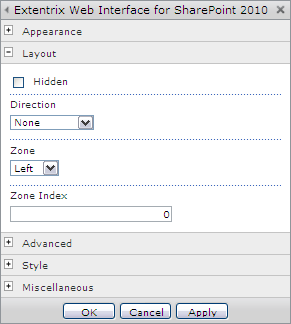 Extentrix Web Interface for SharePoint 2010
Appearance
Layout
Hidden
Direction
None
Zone
Left
Zone Index
0
Advanced
Style
Miscellaneous
OK Cancel Apply